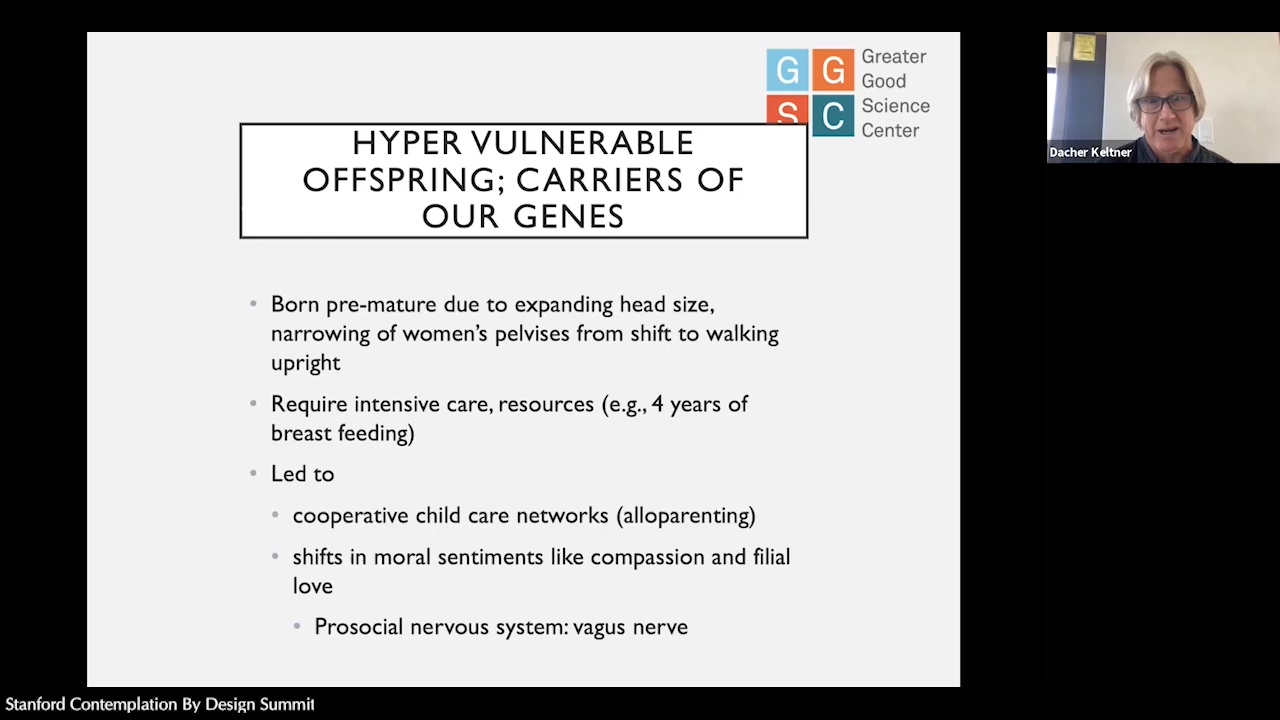 G G
S C
Greater
Good
Science
Center
HYPER VULNERABLE
OFFSPRING; CARRIERS OF
OUR GENES
• Born pre-mature due to expanding head size,
narrowing of women's pelvises from shift to walking
upright
• Require intensive care, resources (e.g., 4 years of
breast feeding)
• Led to
• cooperative child care networks (alloparenting)
• shifts in moral sentiments like compassion and filial
love
• Prosocial nervous system: vagus nerve
Dacher Keltner
Stanford Contemplation By Design Summit